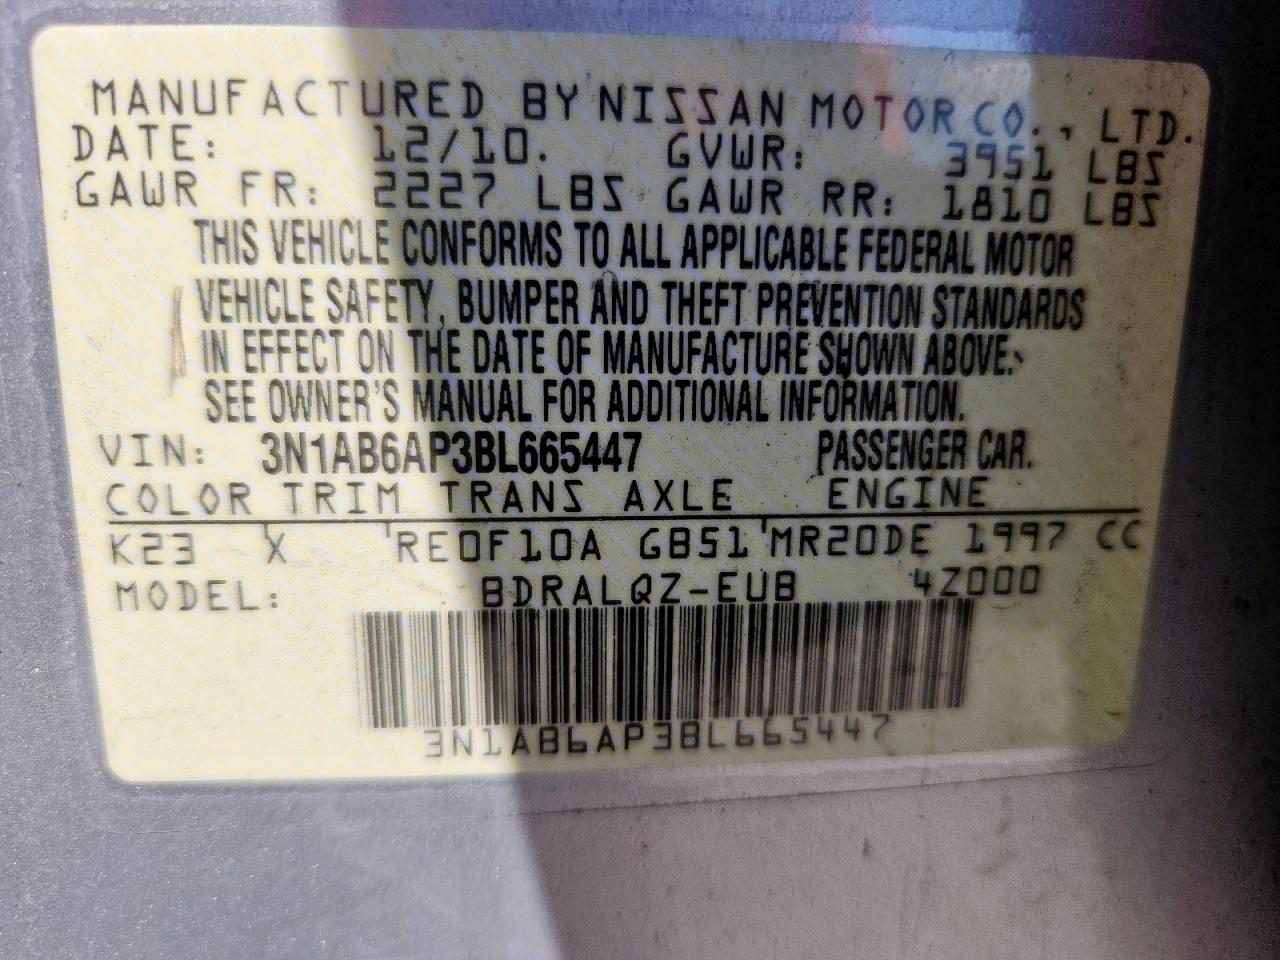 MANUFACTURED BY NISSAN MOTOR CO., LTD.
DATE: 12/10. GVWR: 3951 LBS
GAWR FR: 2227 LBS GAWR RR: 1810 LBS
THIS VEHICLE CONFORMS TO ALL APPLICABLE FEDERAL MOTOR
VEHICLE SAFETY, BUMPER AND THEFT PREVENTION STANDARDS
IN EFFECT ON THE DATE OF MANUFACTURE SHOWN ABOVE.
SEE OWNER'S MANUAL FOR ADDITIONAL INFORMATION.
VIN: 3N1AB6AP3BL665447 PASSENGER CAR.
COLOR TRIM TRANS AXLE ENGINE
K23 X RE0F10A GB51 MR20DE 1997 CC
MODEL: BDRALQZ-EUB 4Z000
3N1AB6AP3BL665447